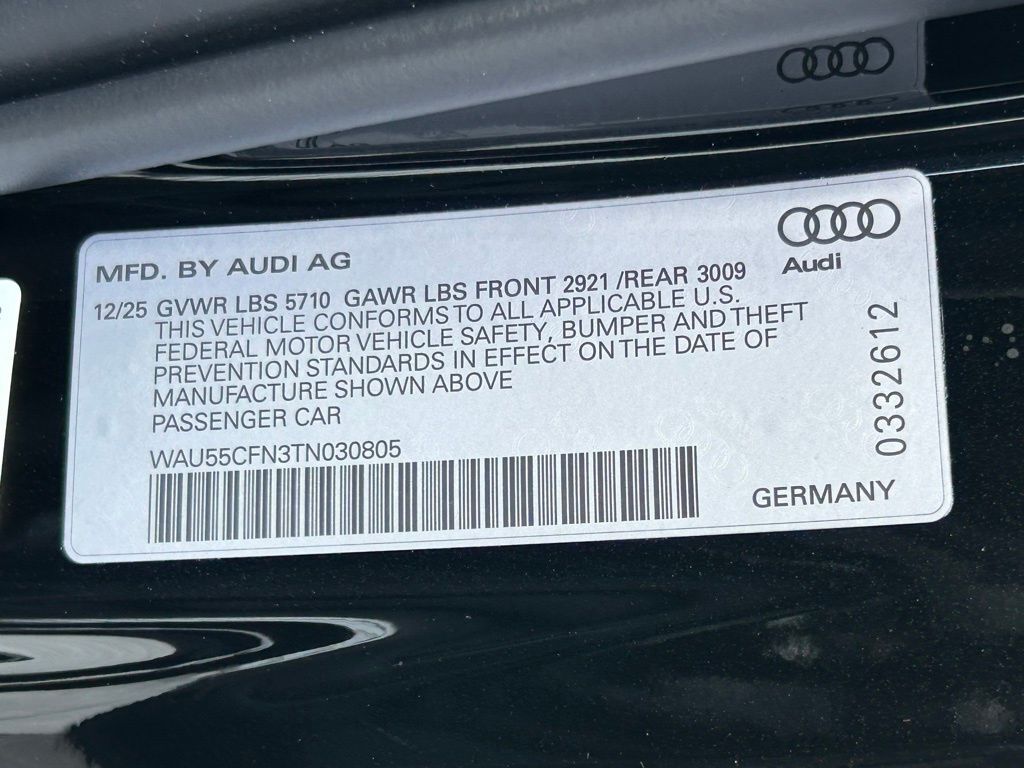 MFD. BY AUDI AG
Audi
12/25 GVWR LBS 5710 GAWR LBS FRONT 2921 /REAR 3009
THIS VEHICLE CONFORMS TO ALL APPLICABLE U.S.
FEDERAL MOTOR VEHICLE SAFETY, BUMPER AND THEFT
PREVENTION STANDARDS IN EFFECT ON THE DATE OF
MANUFACTURE SHOWN ABOVE
PASSENGER CAR
WAU55CFN3TN030805
0332612
GERMANY